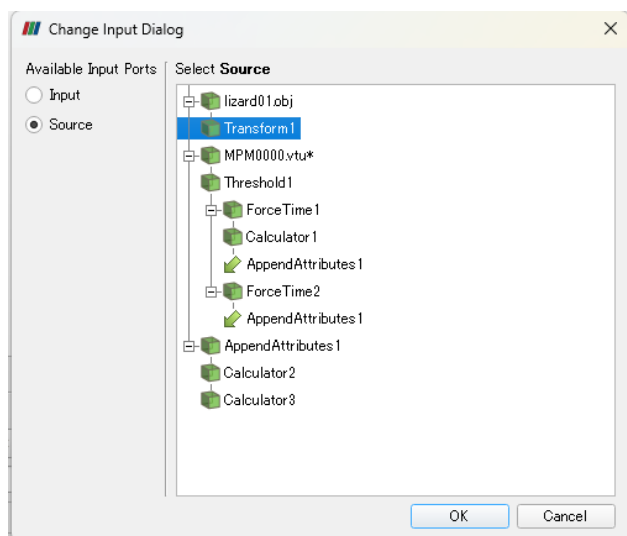 Change Input Dialog
Available Input Ports
Select Source
Input
Source
lizard01.obj
Transform1
MPM0000.vtu*
Threshold1
ForceTime1
Calculator1
AppendAttributes1
ForceTime2
AppendAttributes1
AppendAttributes1
Calculator2
Calculator3
OK
Cancel